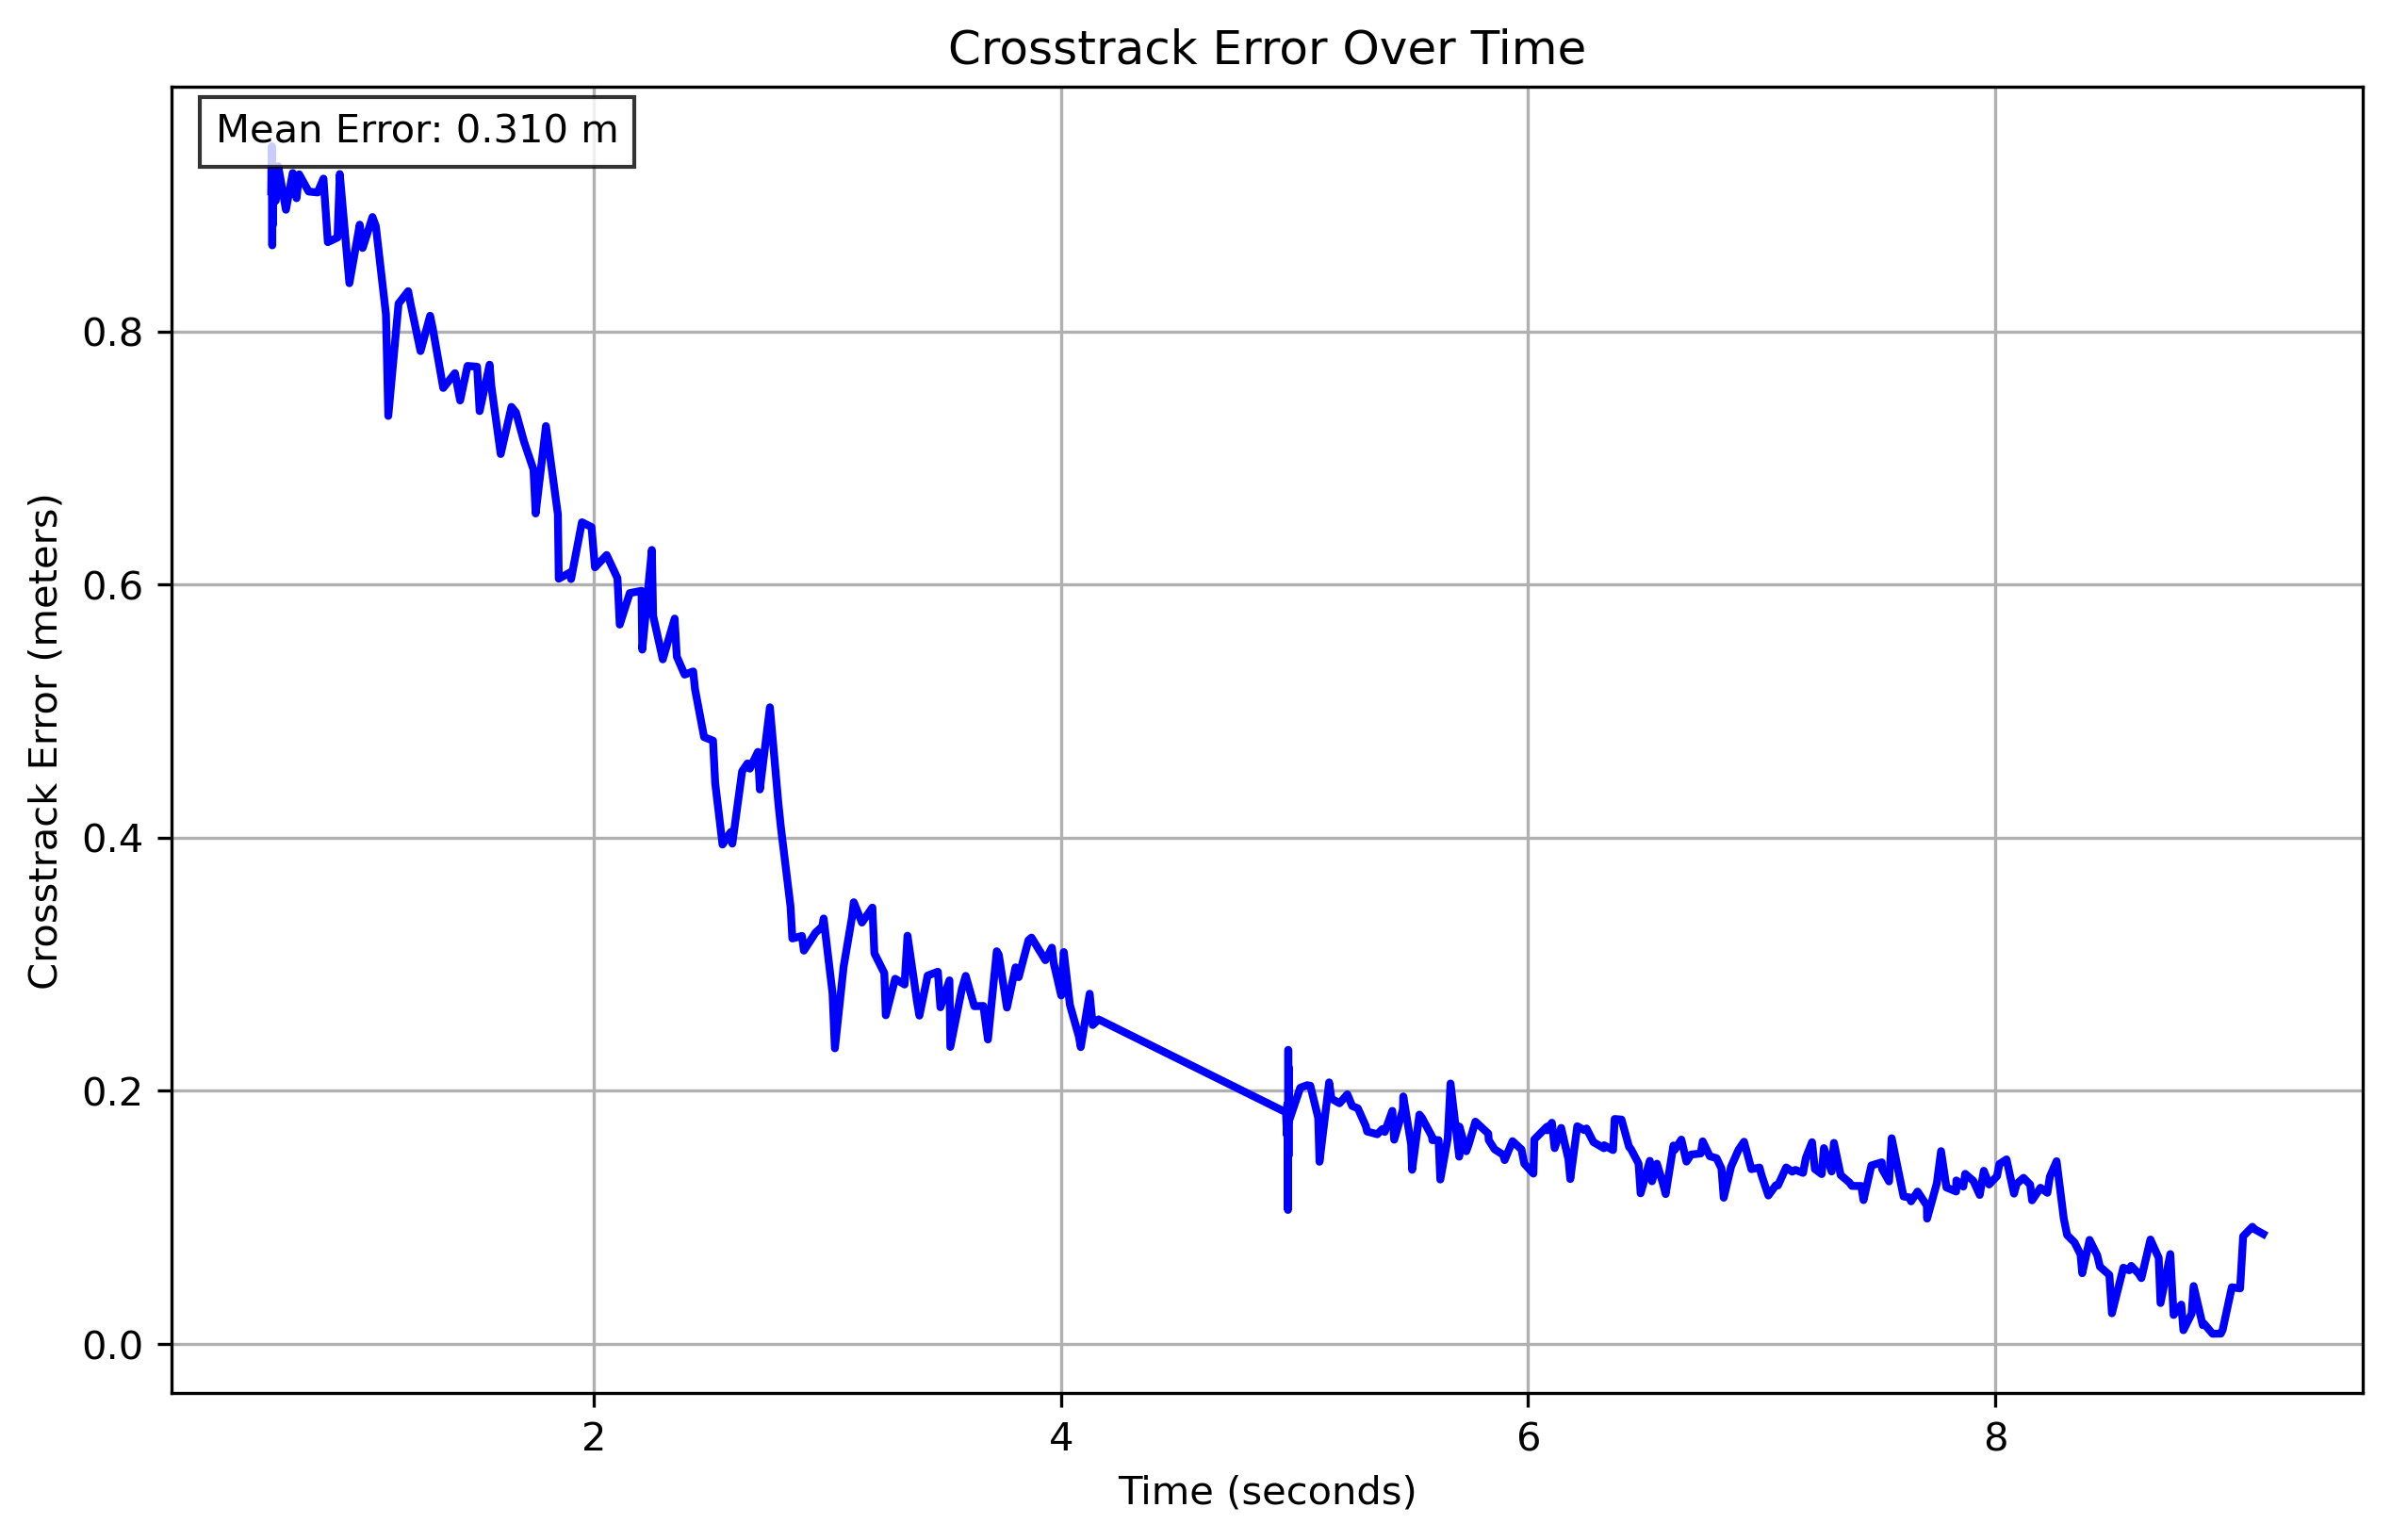 Crosstrack Error Over Time
Mean Error: 0.310 m
Crosstrack Error (meters)
0.8
0.6
0.4
0.2
0.0
2 4 6 8
Time (seconds)